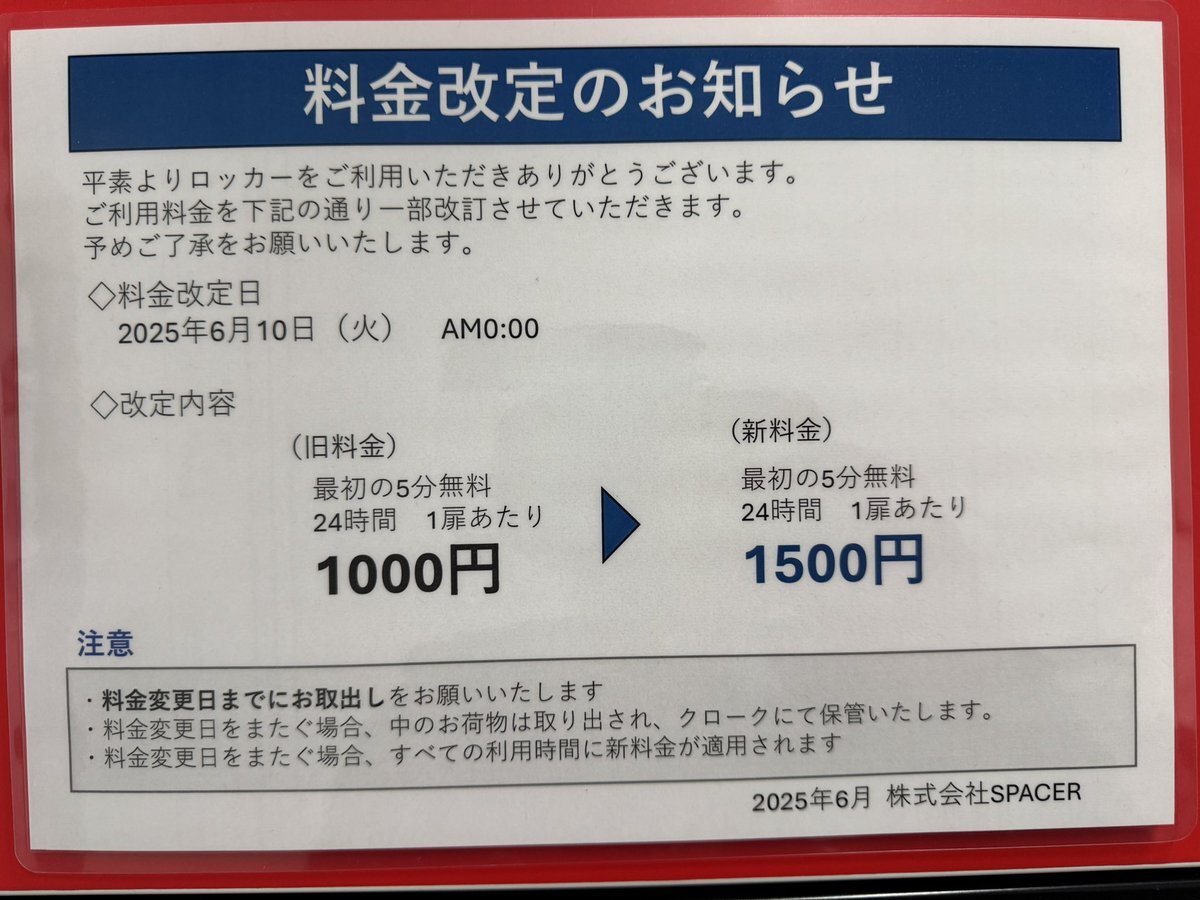 料金改定のお知らせ
平素よりロッカーをご利用いただきありがとうございます。
ご利用料金を下記の通り一部改訂させていただきます。
予めご了承をお願いいたします。
◇料金改定日
2025年6月10日（火）　AM0:00
◇改定内容
（旧料金）
最初の5分無料
24時間　1扉あたり
1000円
（新料金）
最初の5分無料
24時間　1扉あたり
1500円
注意
・料金変更日までにお取出しをお願いいたします
・料金変更日をまたぐ場合、中のお荷物は取り出され、クロークにて保管いたします。
・料金変更日をまたぐ場合、すべての利用時間に新料金が適用されます
2025年6月 株式会社SPACER